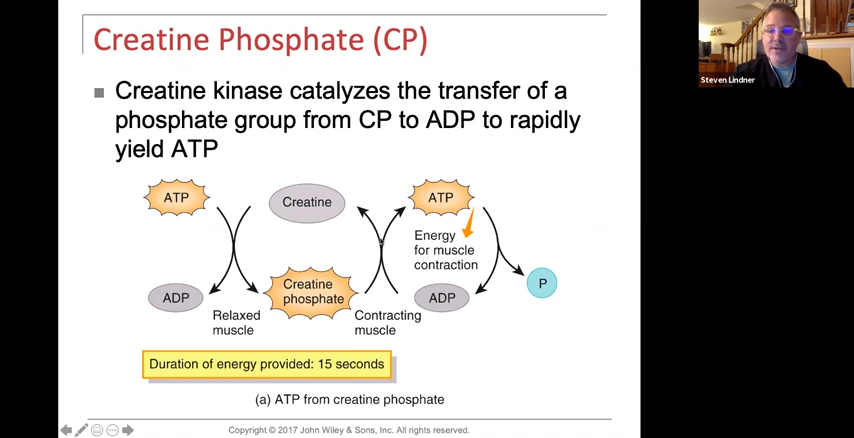 Creatine Phosphate (CP)
Creatine kinase catalyzes the transfer of a
phosphate group from CP to ADP to rapidly
yield ATP
ATP
Creatine
ATP
Energy
for muscle
contraction
ADP
Creatine
phosphate
ADP
P
Relaxed
muscle
Contracting
muscle
Duration of energy provided: 15 seconds
(a) ATP from creatine phosphate
Copyright © 2017 John Wiley & Sons, Inc. All rights reserved.
Steven Lindner